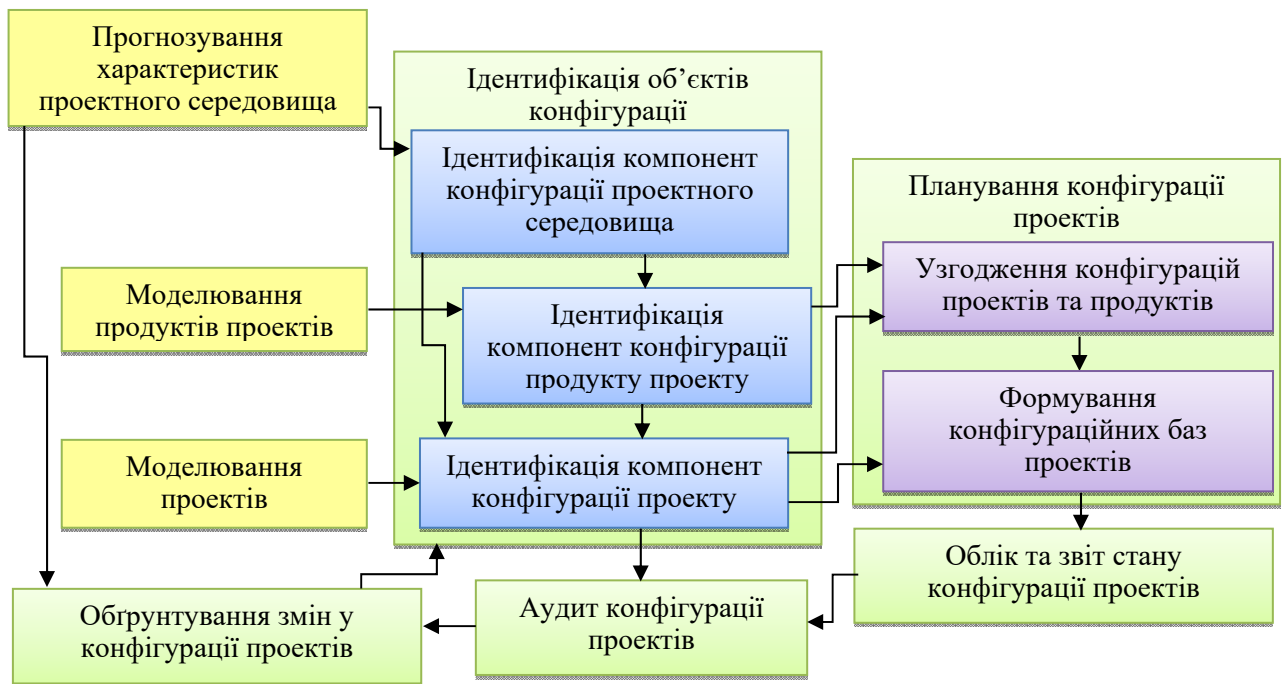 Прогнозування
характеристик
проектного середовища
Ідентифікація об’єктів
конфігурації
Ідентифікація компонент
конфігурації проектного
середовища
Планування конфігурації
проектів
Узгодження конфігурацій
проектів та продуктів
Моделювання
продуктів проектів
Ідентифікація
компонент конфігурації
продукту проекту
Формування
конфігураційних баз
проектів
Моделювання
проектів
Ідентифікація компонент
конфігурації проекту
Облік та звіт стану
конфігурації проектів
Обґрунтування змін у
конфігурації проектів
Аудит конфігурації
проектів